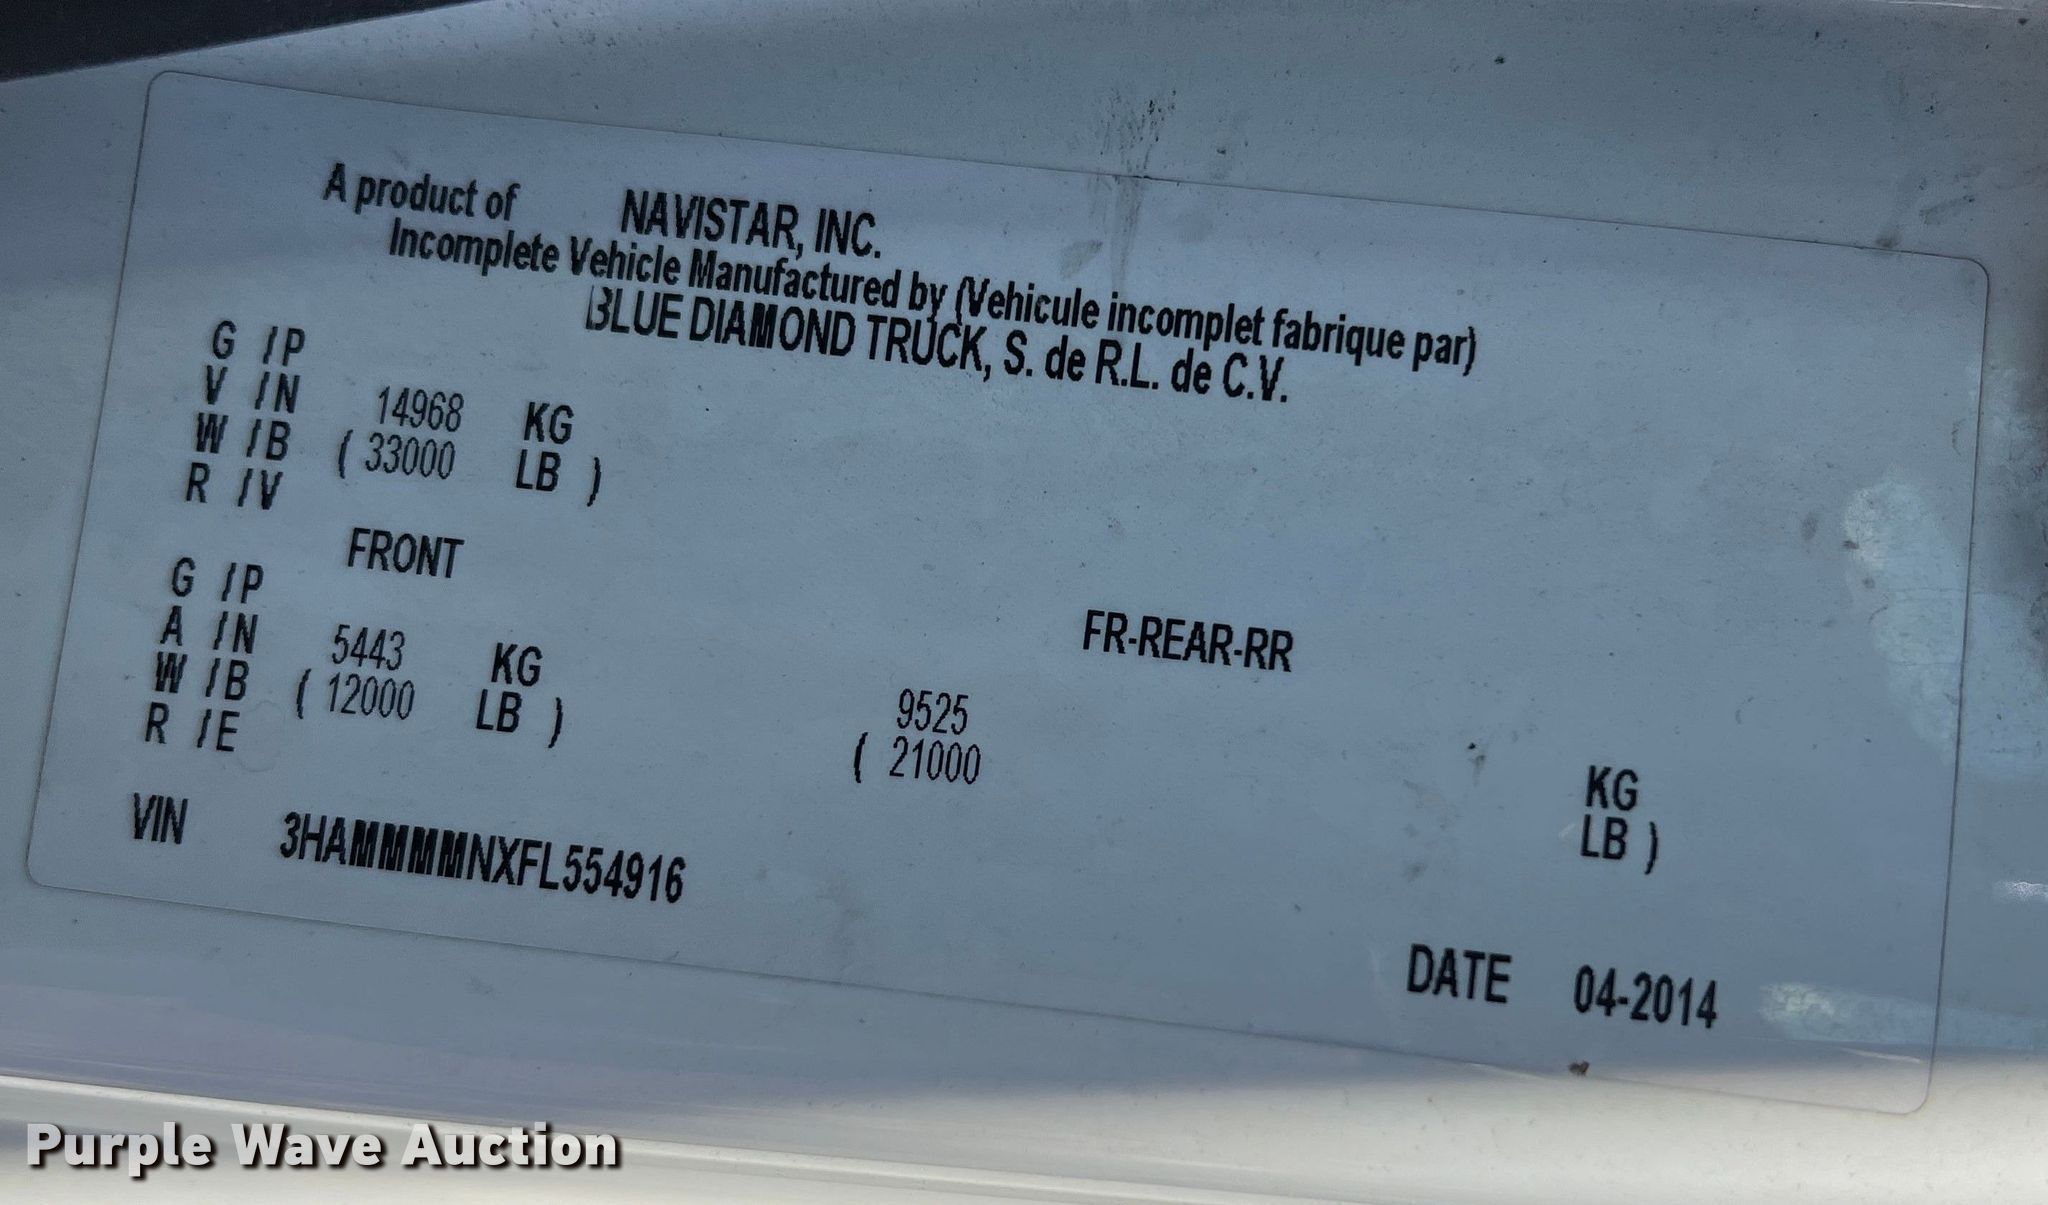 A product of NAVISTAR, INC.
Incomplete Vehicle Manufactured by (Vehicule incomplet fabrique par)
BLUE DIAMOND TRUCK, S. de R.L. de C.V.
G /P
V /N 14968 KG
W /B ( 33000 LB )
R /V
FRONT FR-REAR-RR
G /P
A /N 5443 KG 9525 KG
W /B ( 12000 LB ) ( 21000 LB )
R /E
VIN 3HAMMMMNXFL554916
DATE 04-2014
Purple Wave Auction